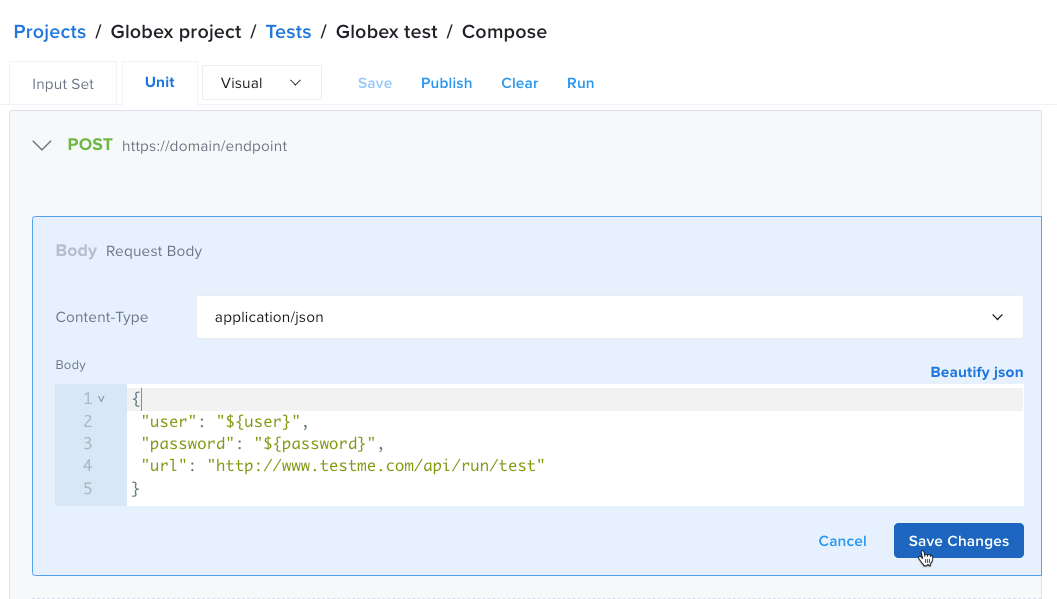 Projects / Globex project / Tests / Globex test / Compose
Input Set Unit Visual Save Publish Clear Run
POST https://domain/endpoint
Body Request Body
Content-Type application/json
Body
Beautify json
1 {
2 "user": "${user}",
3 "password": "${password}",
4 "url": "http://www.testme.com/api/run/test"
5 }
Cancel Save Changes